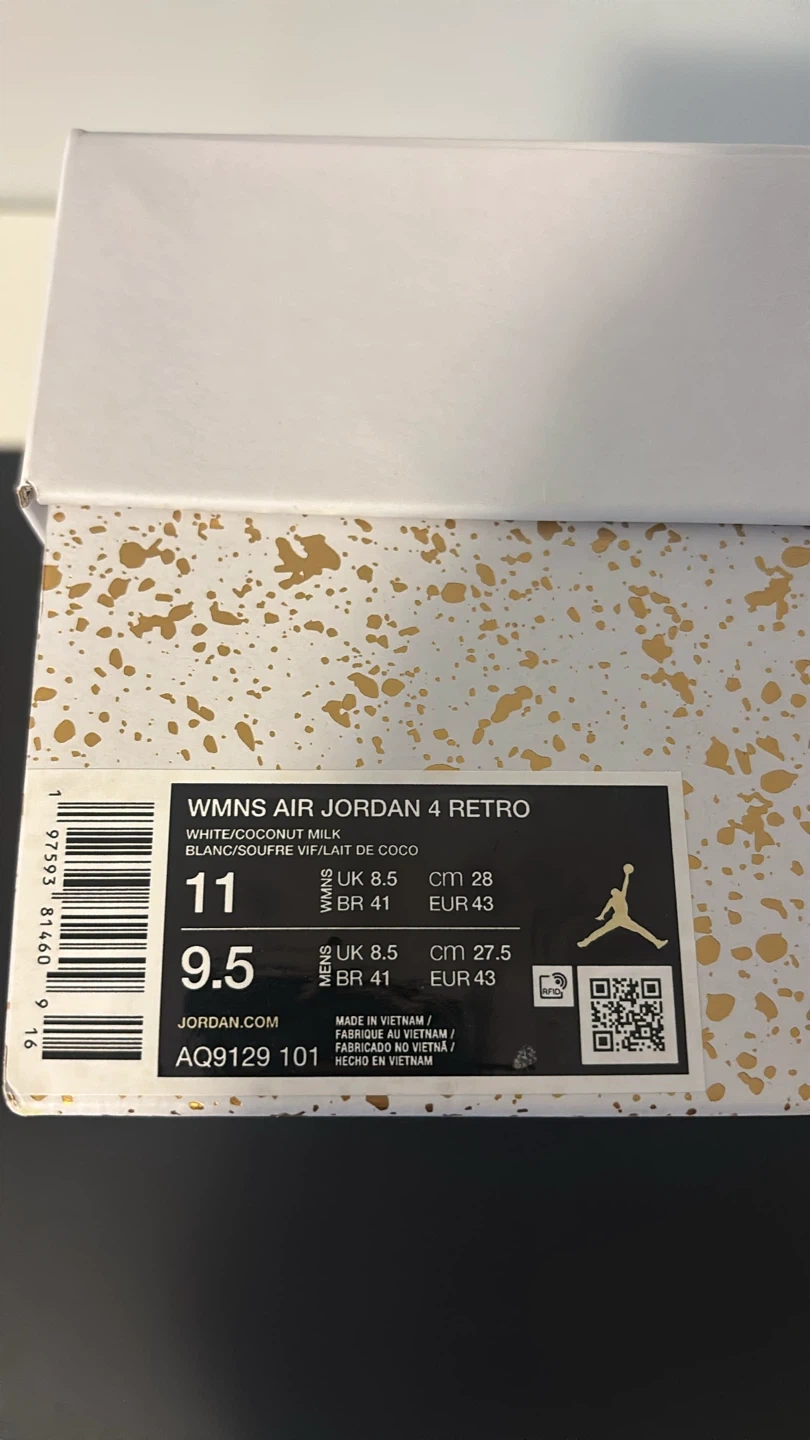 WMNS AIR JORDAN 4 RETRO
WHITE/COCONUT MILK
BLANC/SOUFRE VIF/LAIT DE COCO
11 WMNS UK 8.5 cm 28
BR 41 EUR 43
9.5 MENS UK 8.5 cm 27.5
BR 41 EUR 43
RFID
JORDAN.COM
AQ9129 101
MADE IN VIETNAM /
FABRIQUE AU VIETNAM /
FABRICADO NO VIETNÃ /
HECHO EN VIETNAM
1 97593 81460 9 16